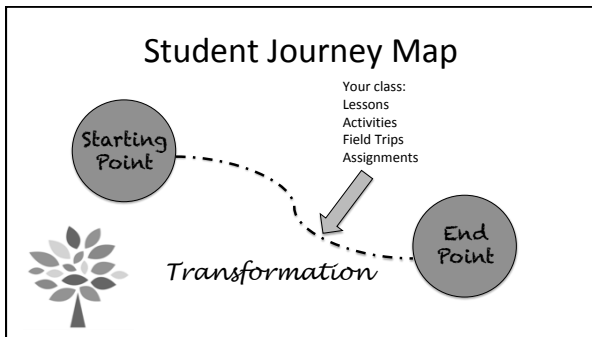 Student Journey Map
Your class:
Lessons
Activities
Field Trips
Assignments
Starting
Point
End
Point
Transformation